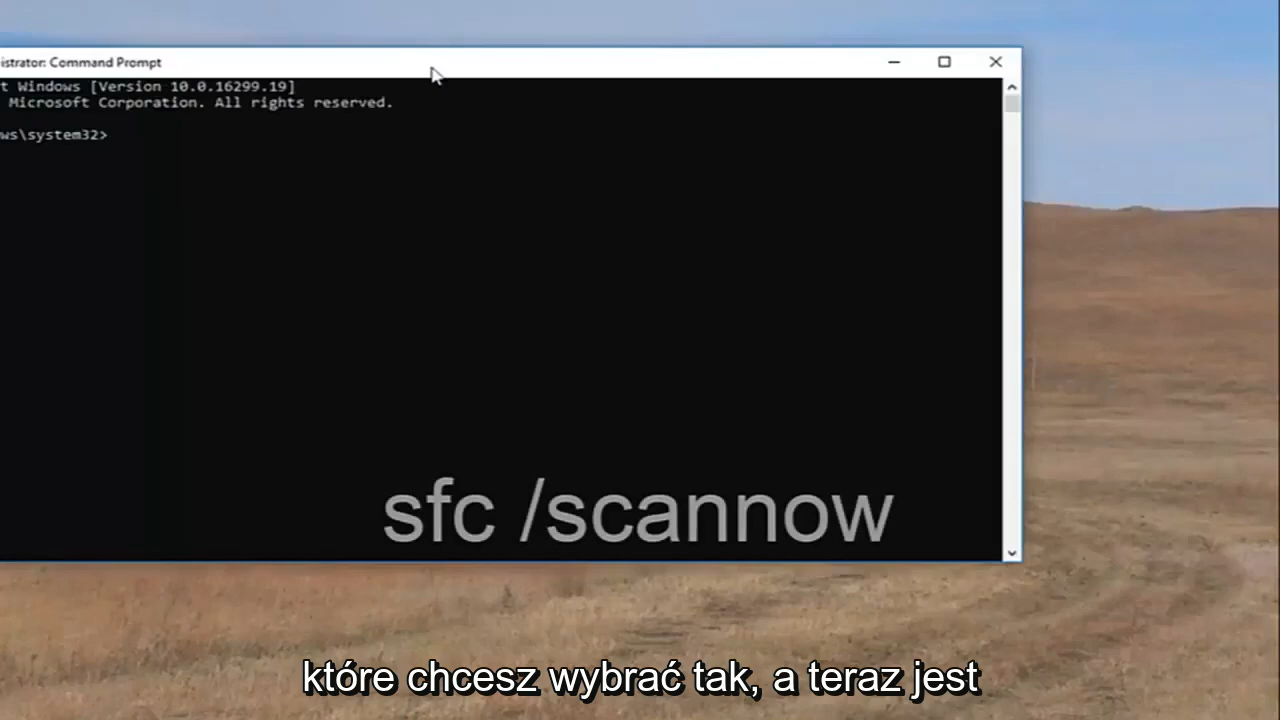 istrator: Command Prompt
t Windows [Version 10.0.16299.19]
Microsoft Corporation. All rights reserved.
ws\system32>
sfc /scannow
które chcesz wybrać tak, a teraz jest